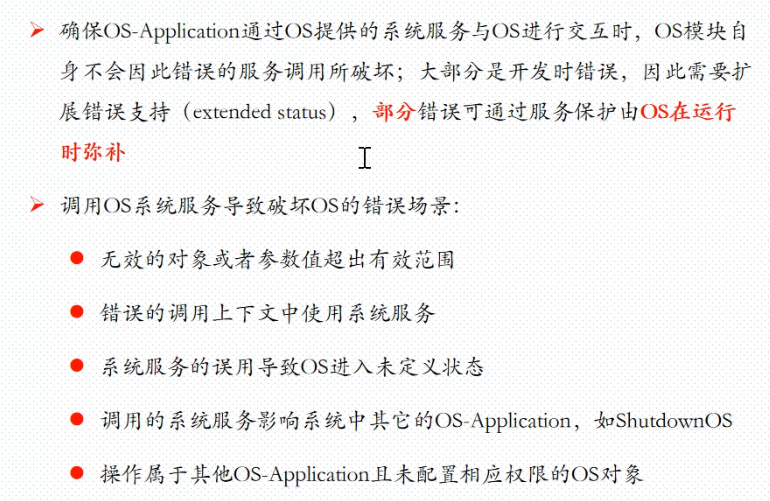 确保OS-Application通过OS提供的系统服务与OS进行交互时，OS模块自
身不会因此错误的服务调用所破坏；大部分是开发时错误，因此需要扩
展错误支持（extended status），部分错误可通过服务保护由OS在运行
时弥补
调用OS系统服务导致破坏OS的错误场景：
无效的对象或者参数值超出有效范围
错误的调用上下文中使用系统服务
系统服务的误用导致OS进入未定义状态
调用的系统服务影响系统中其它的OS-Application，如ShutdownOS
操作属于其他OS-Application且未配置相应权限的OS对象